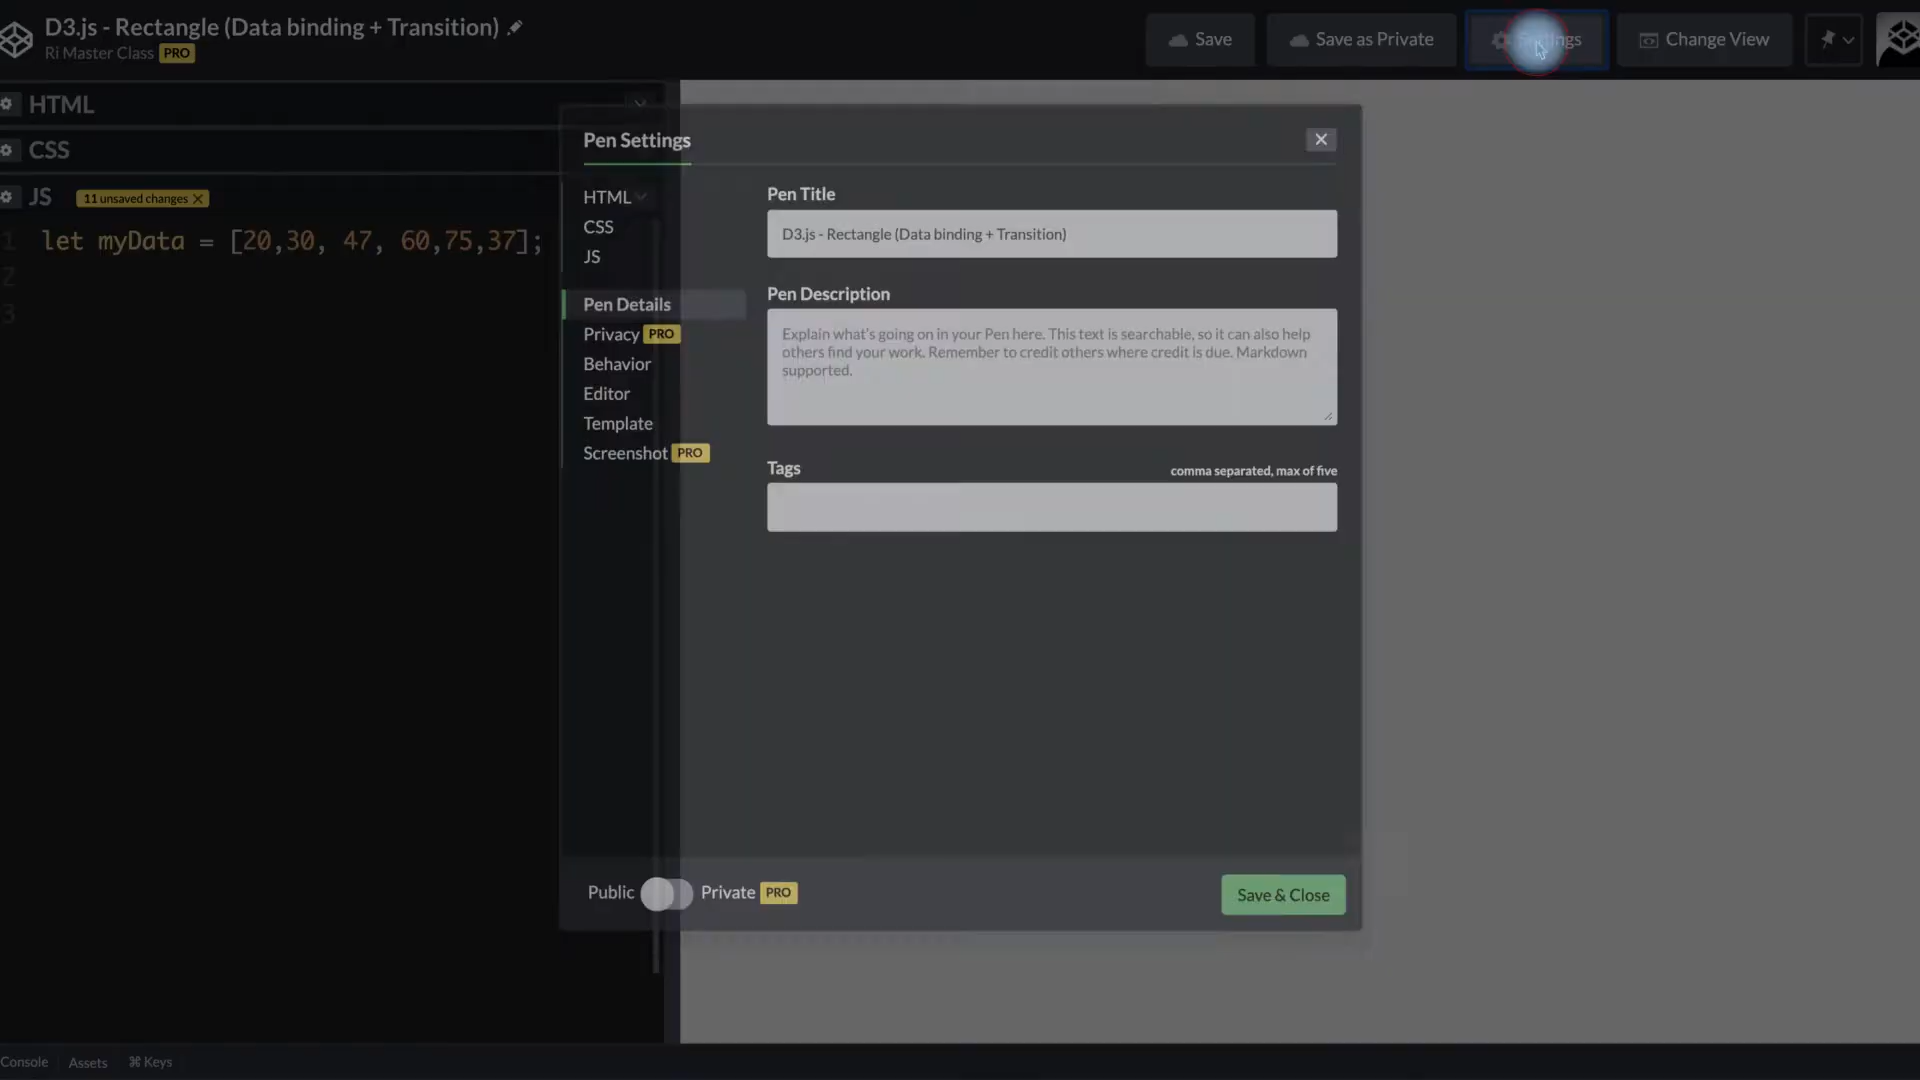 D3.js - Rectangle (Data binding + Transition)
Ri Master Class PRO
Save
Save as Private
Settings
Change View
HTML
CSS
JS
11 unsaved changes
1 let myData = [20,30, 47, 60,75,37];
2
3
Pen Settings
HTML
CSS
JS
Pen Details
Privacy PRO
Behavior
Editor
Template
Screenshot PRO
Pen Title
D3.js - Rectangle (Data binding + Transition)
Pen Description
Explain what's going on in your Pen here. This text is searchable, so it can also help
others find your work. Remember to credit others where credit is due. Markdown
supported.
Tags
comma separated, max of five
Public
Private PRO
Save & Close
Console
Assets
⌘ Keys